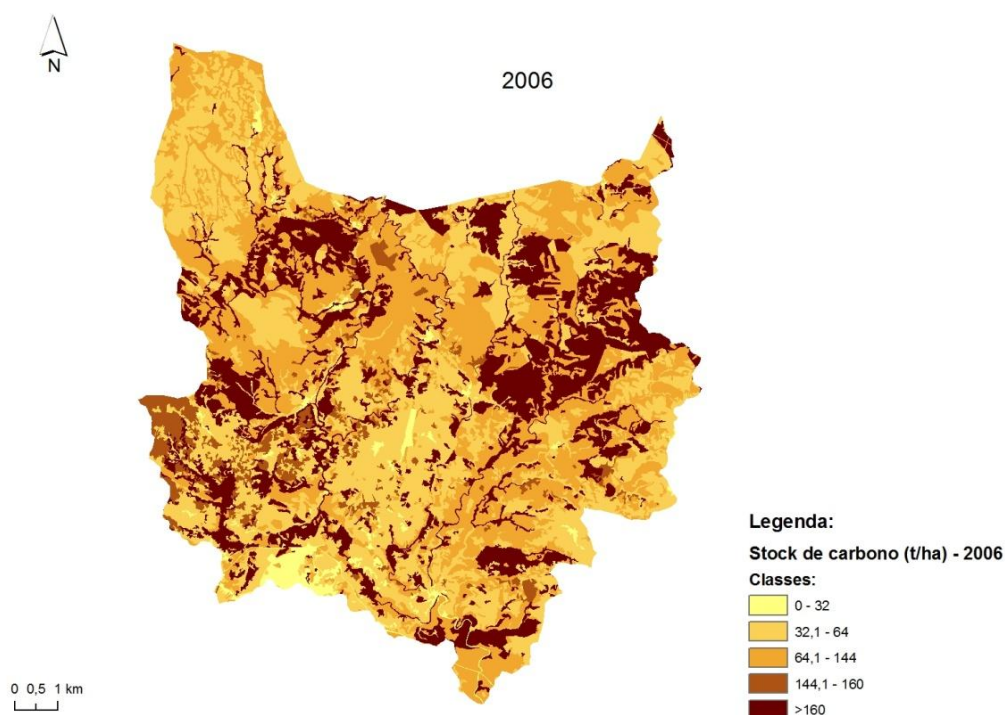 N
2006
Legenda:
Stock de carbono (t/ha) - 2006
Classes:
0 - 32
32,1 - 64
64,1 - 144
144,1 - 160
>160
0 0,5 1 km